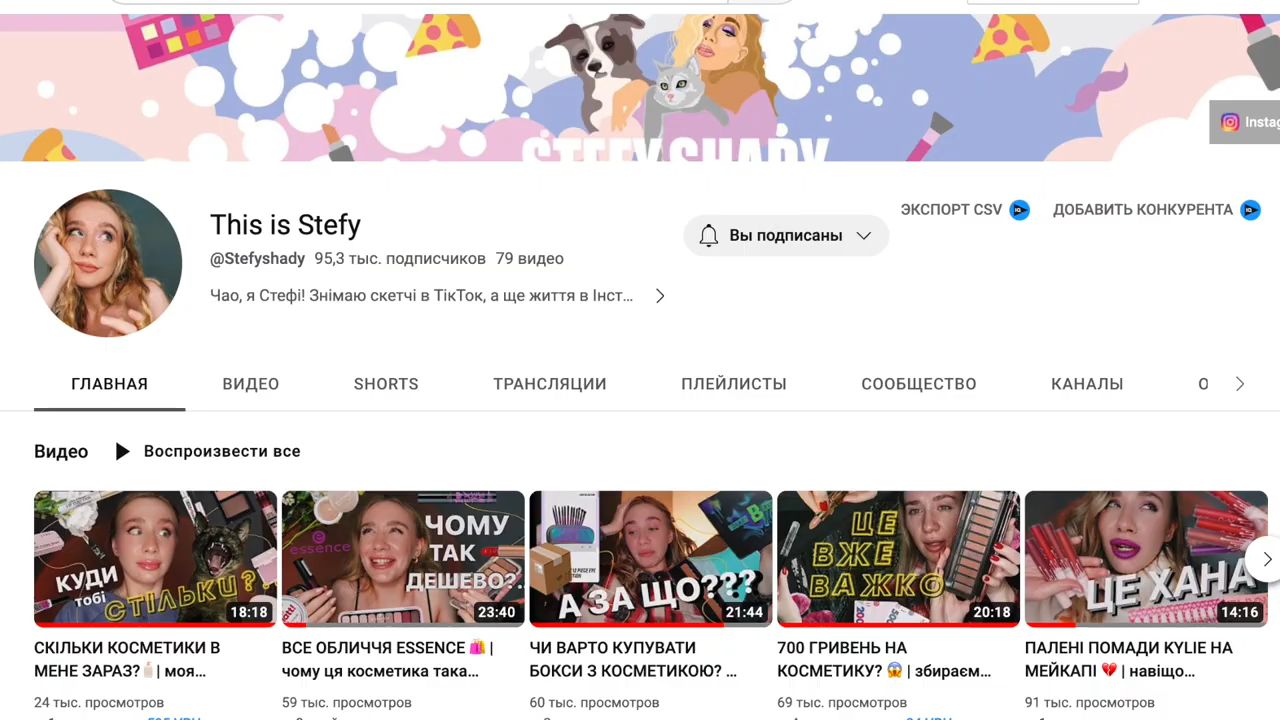 STEFYSHADY
This is Stefy
@Stefyshady 95,3 тыс. подписчиков 79 видео
Чао, я Стефі! Знімаю скетчі в ТікТок, а ще життя в Інст...
Вы подписаны
ЭКСПОРТ CSV
ДОБАВИТЬ КОНКУРЕНТА
Instag
ГЛАВНАЯ ВИДЕО SHORTS ТРАНСЛЯЦИИ ПЛЕЙЛИСТЫ СООБЩЕСТВО КАНАЛЫ О
Видео Воспроизвести все
КУДИ
тобі
СТІЛЬКИ?
18:18
СКІЛЬКИ КОСМЕТИКИ В
МЕНЕ ЗАРАЗ?🧴| моя...
24 тыс. просмотров
essence
ЧОМУ
ТАК
ДЕШЕВО?
23:40
ВСЕ ОБЛИЧЧЯ ESSENCE 🛍️ |
чому ця косметика така...
59 тыс. просмотров
А ЗА ЩО???
21:44
ЧИ ВАРТО КУПУВАТИ
БОКСИ З КОСМЕТИКОЮ? ...
60 тыс. просмотров
ЦЕ
ВЖЕ
ВАЖКО
20:18
700 ГРИВЕНЬ НА
КОСМЕТИКУ? 😱 | збираєм...
69 тыс. просмотров
ЦЕ ХАНА
14:16
ПАЛЕНІ ПОМАДИ KYLIE НА
МЕЙКАПІ 💔 | навіщо...
91 тыс. просмотров